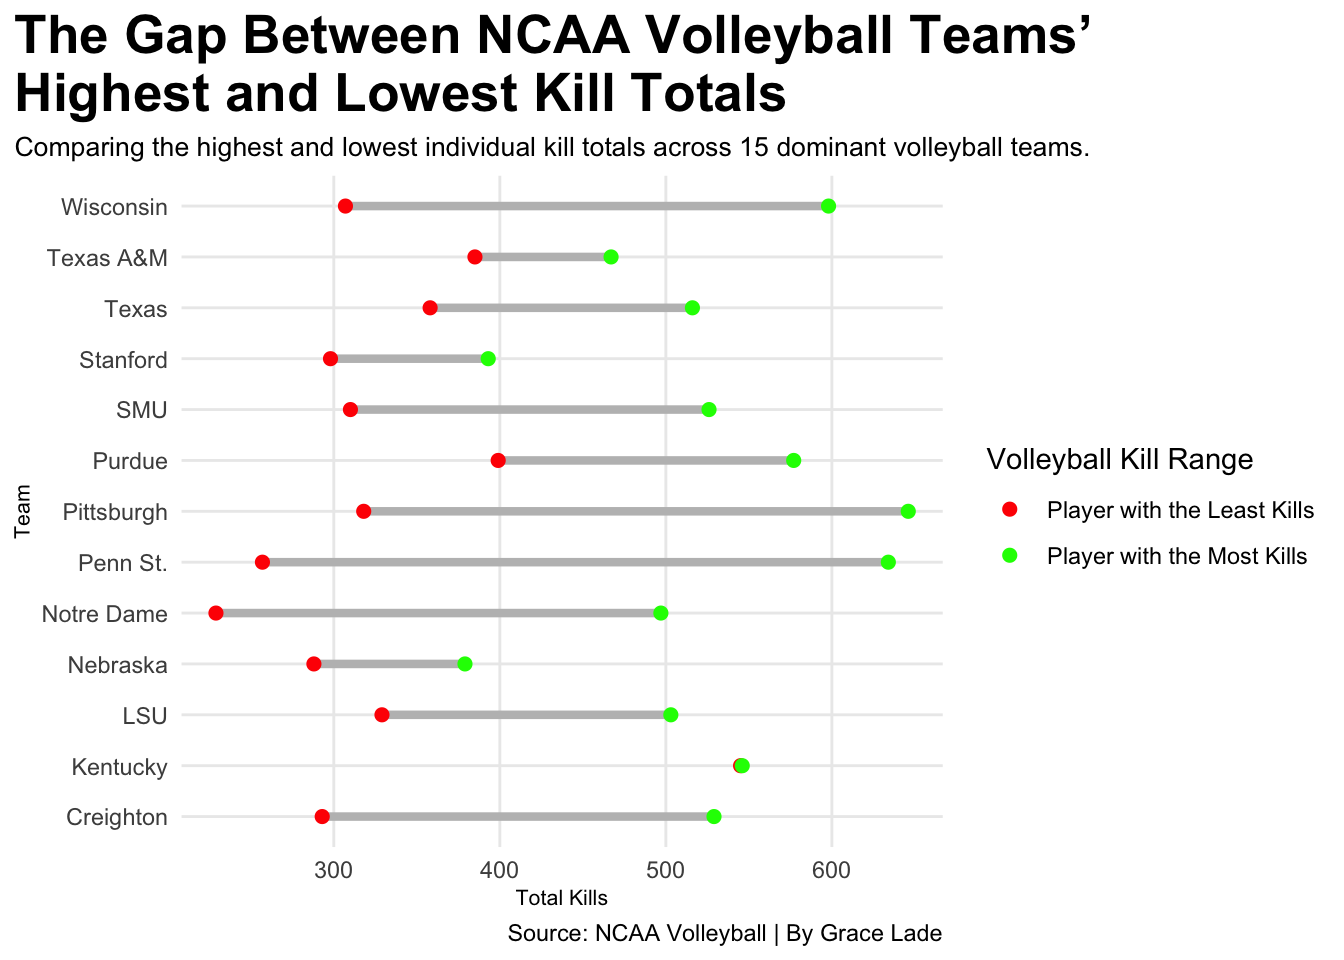 The Gap Between NCAA Volleyball Teams’
Highest and Lowest Kill Totals
Comparing the highest and lowest individual kill totals across 15 dominant volleyball teams.
Wisconsin
Texas A&M
Texas
Stanford
SMU
Purdue
Pittsburgh
Penn St.
Notre Dame
Nebraska
LSU
Kentucky
Creighton
Team
300 400 500 600
Total Kills
Volleyball Kill Range
Player with the Least Kills
Player with the Most Kills
Source: NCAA Volleyball | By Grace Lade